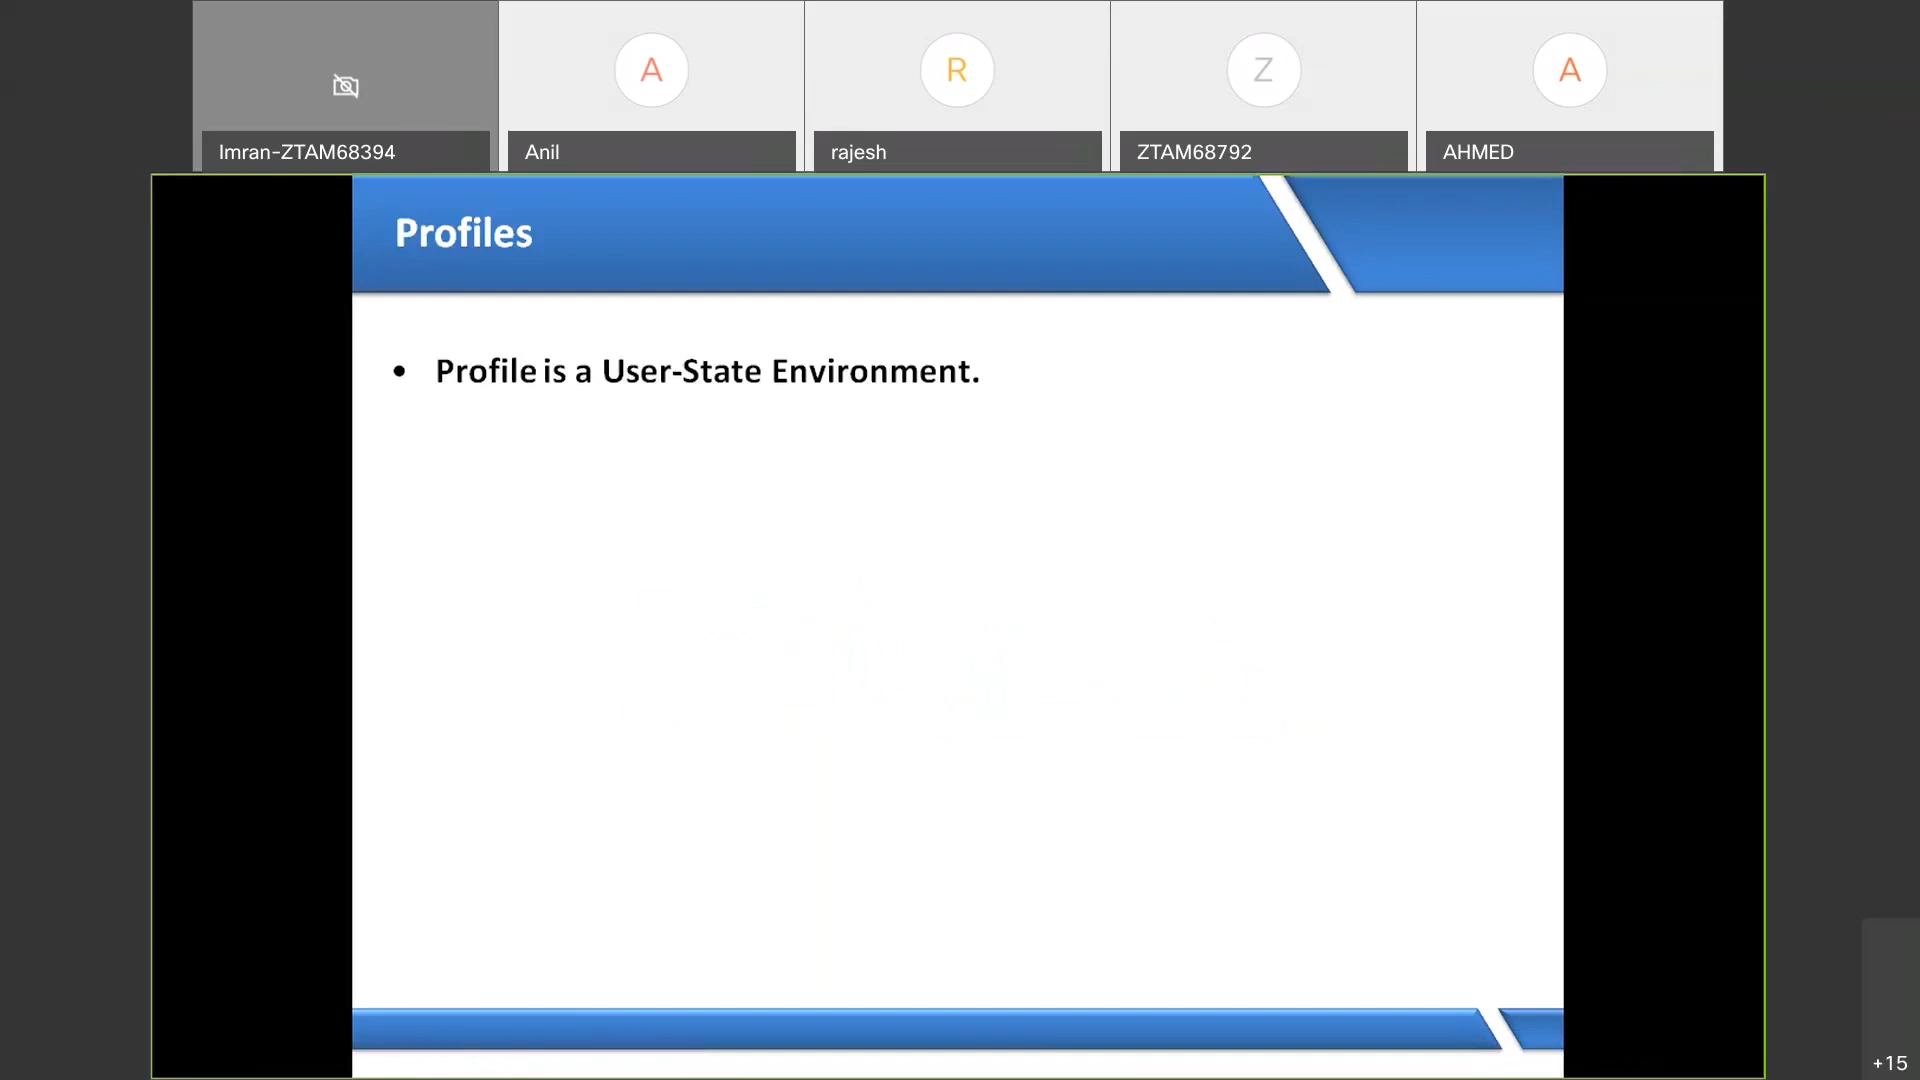 A
R
Z
A
Imran-ZTAM68394
Anil
rajesh
ZTAM68792
AHMED
Profiles
• Profile is a User-State Environment.
+15